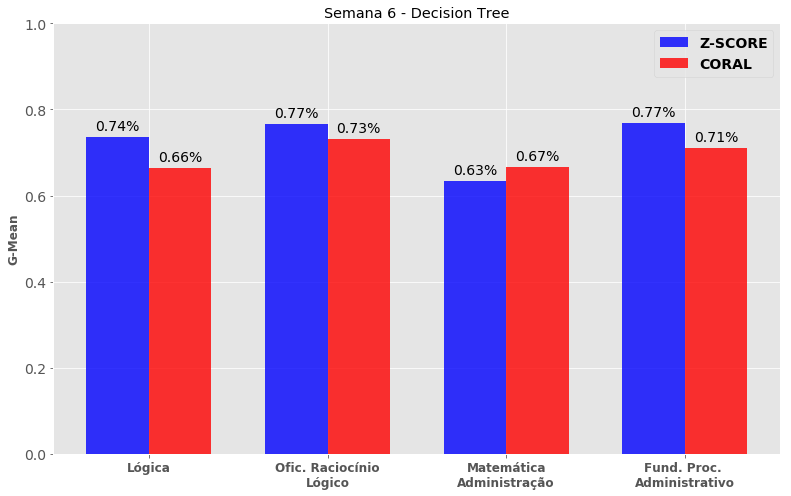 Semana 6 - Decision Tree
Z-SCORE
CORAL
G-Mean
1.0
0.8
0.6
0.4
0.2
0.0
0.74%
0.66%
0.77%
0.73%
0.63%
0.67%
0.77%
0.71%
Lógica
Ofic. Raciocínio
Lógico
Matemática
Administração
Fund. Proc.
Administrativo